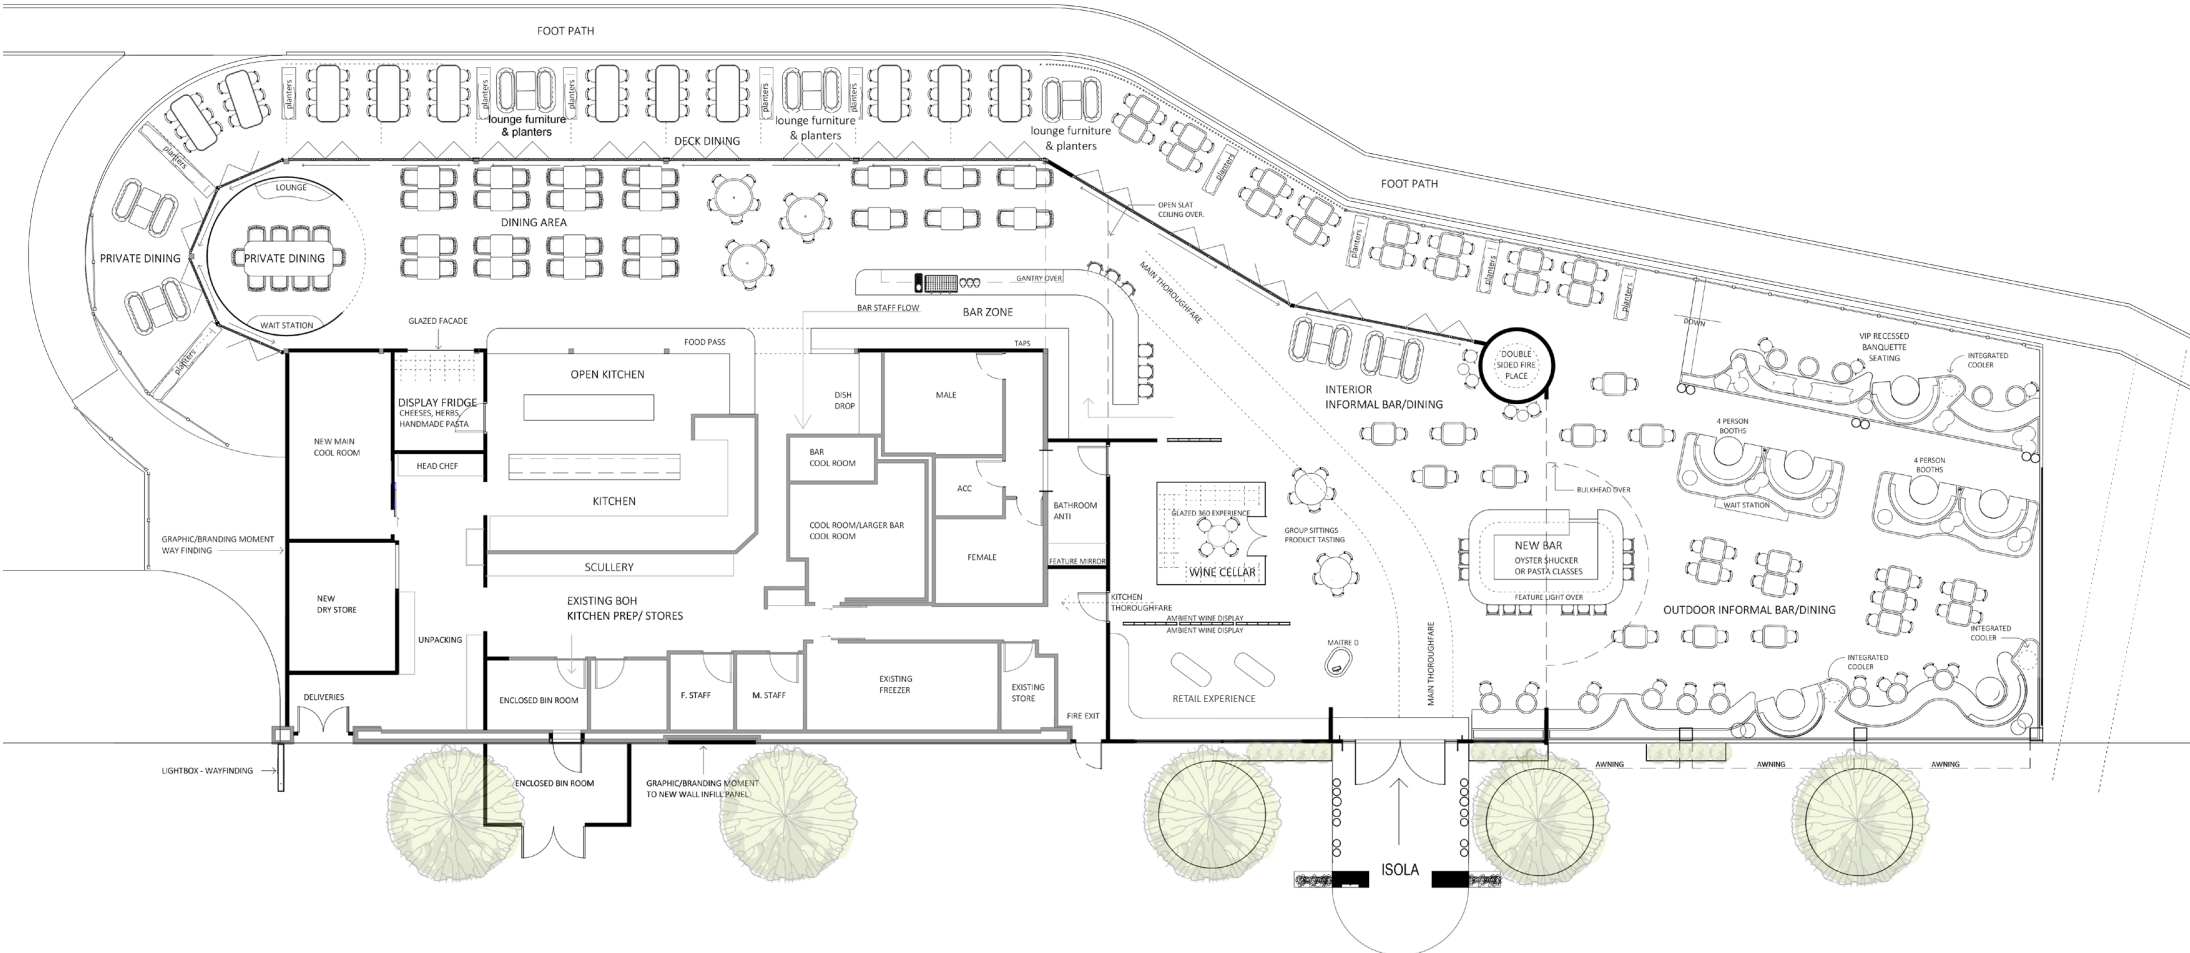 FOOT PATH
planters
planters
planters
planters
planters
lounge furniture
& planters
lounge furniture
& planters
lounge furniture
& planters
DECK DINING
planters
planters
FOOT PATH
LOUNGE
OPEN SLAT
CEILING OVER.
DINING AREA
planters
planters
planters
PRIVATE DINING
PRIVATE DINING
MAIN THOROUGHFARE
GANTRY OVER
BAR STAFF FLOW
BAR ZONE
WAIT STATION
GLAZED FACADE
DOWN
planters
FOOD PASS
TAPS
VIP RECESSED
BANQUETTE
SEATING
INTEGRATED
COOLER
DOUBLE
SIDED FIRE
PLACE
OPEN KITCHEN
INTERIOR
INFORMAL BAR/DINING
DISPLAY FRIDGE
CHEESES, HERBS,
HANDMADE PASTA
DISH
DROP
MALE
NEW MAIN
COOL ROOM
4 PERSON
BOOTHS
BAR
COOL ROOM
HEAD CHEF
4 PERSON
BOOTHS
ACC
BULKHEAD OVER
KITCHEN
BATHROOM
ANTI
WAIT STATION
GLAZED 360 EXPERIENCE
COOL ROOM/LARGER BAR
COOL ROOM
GROUP SITTINGS
PRODUCT TASTING
GRAPHIC/BRANDING MOMENT
WAY FINDING
NEW BAR
OYSTER SHUCKER
OR PASTA CLASSES
FEMALE
FEATURE MIRROR
SCULLERY
WINE CELLAR
NEW
DRY STORE
EXISTING BOH
KITCHEN PREP/ STORES
KITCHEN
THOROUGHFARE
FEATURE LIGHT OVER
OUTDOOR INFORMAL BAR/DINING
AMBIENT WINE DISPLAY
AMBIENT WINE DISPLAY
UNPACKING
MAITRE D
INTEGRATED
COOLER
INTEGRATED
COOLER
MAIN THOROUGHFARE
DELIVERIES
ENCLOSED BIN ROOM
F. STAFF
M. STAFF
EXISTING
FREEZER
EXISTING
STORE
RETAIL EXPERIENCE
FIRE EXIT
LIGHTBOX - WAYFINDING
ENCLOSED BIN ROOM
GRAPHIC/BRANDING MOMENT
TO NEW WALL INFILL PANEL
AWNING
AWNING
AWNING
ISOLA